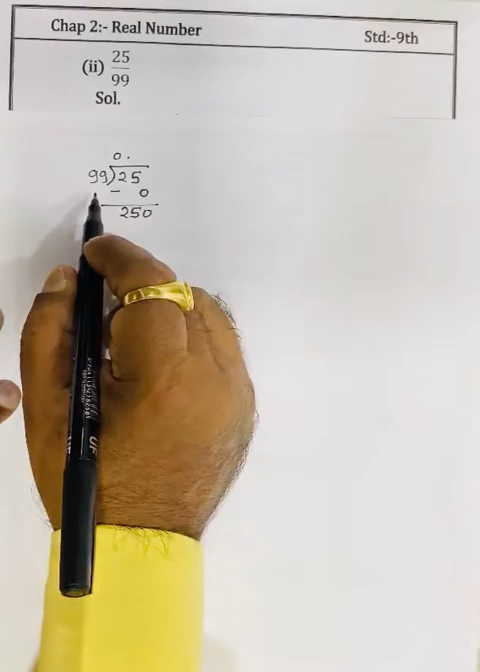 Chap 2:- Real Number
Std:-9th
(ii) 25/99
Sol.
0.
99)25
- 0
250